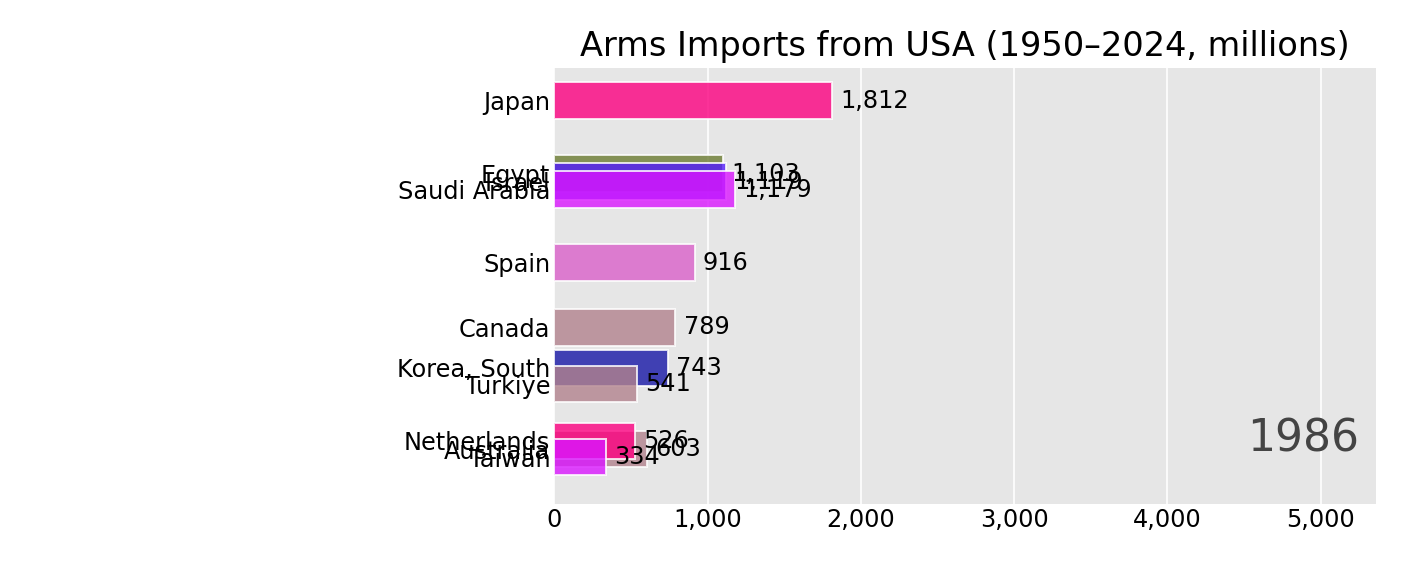 Arms Imports from USA (1950–2024, millions)
Japan 1,812
Egypt 1,103
Israel 1,119
Saudi Arabia 1,179
Spain 916
Canada 789
Korea, South 743
Türkiye 541
Netherlands 526
Australia 603
Taiwan 334
1986
0 1,000 2,000 3,000 4,000 5,000